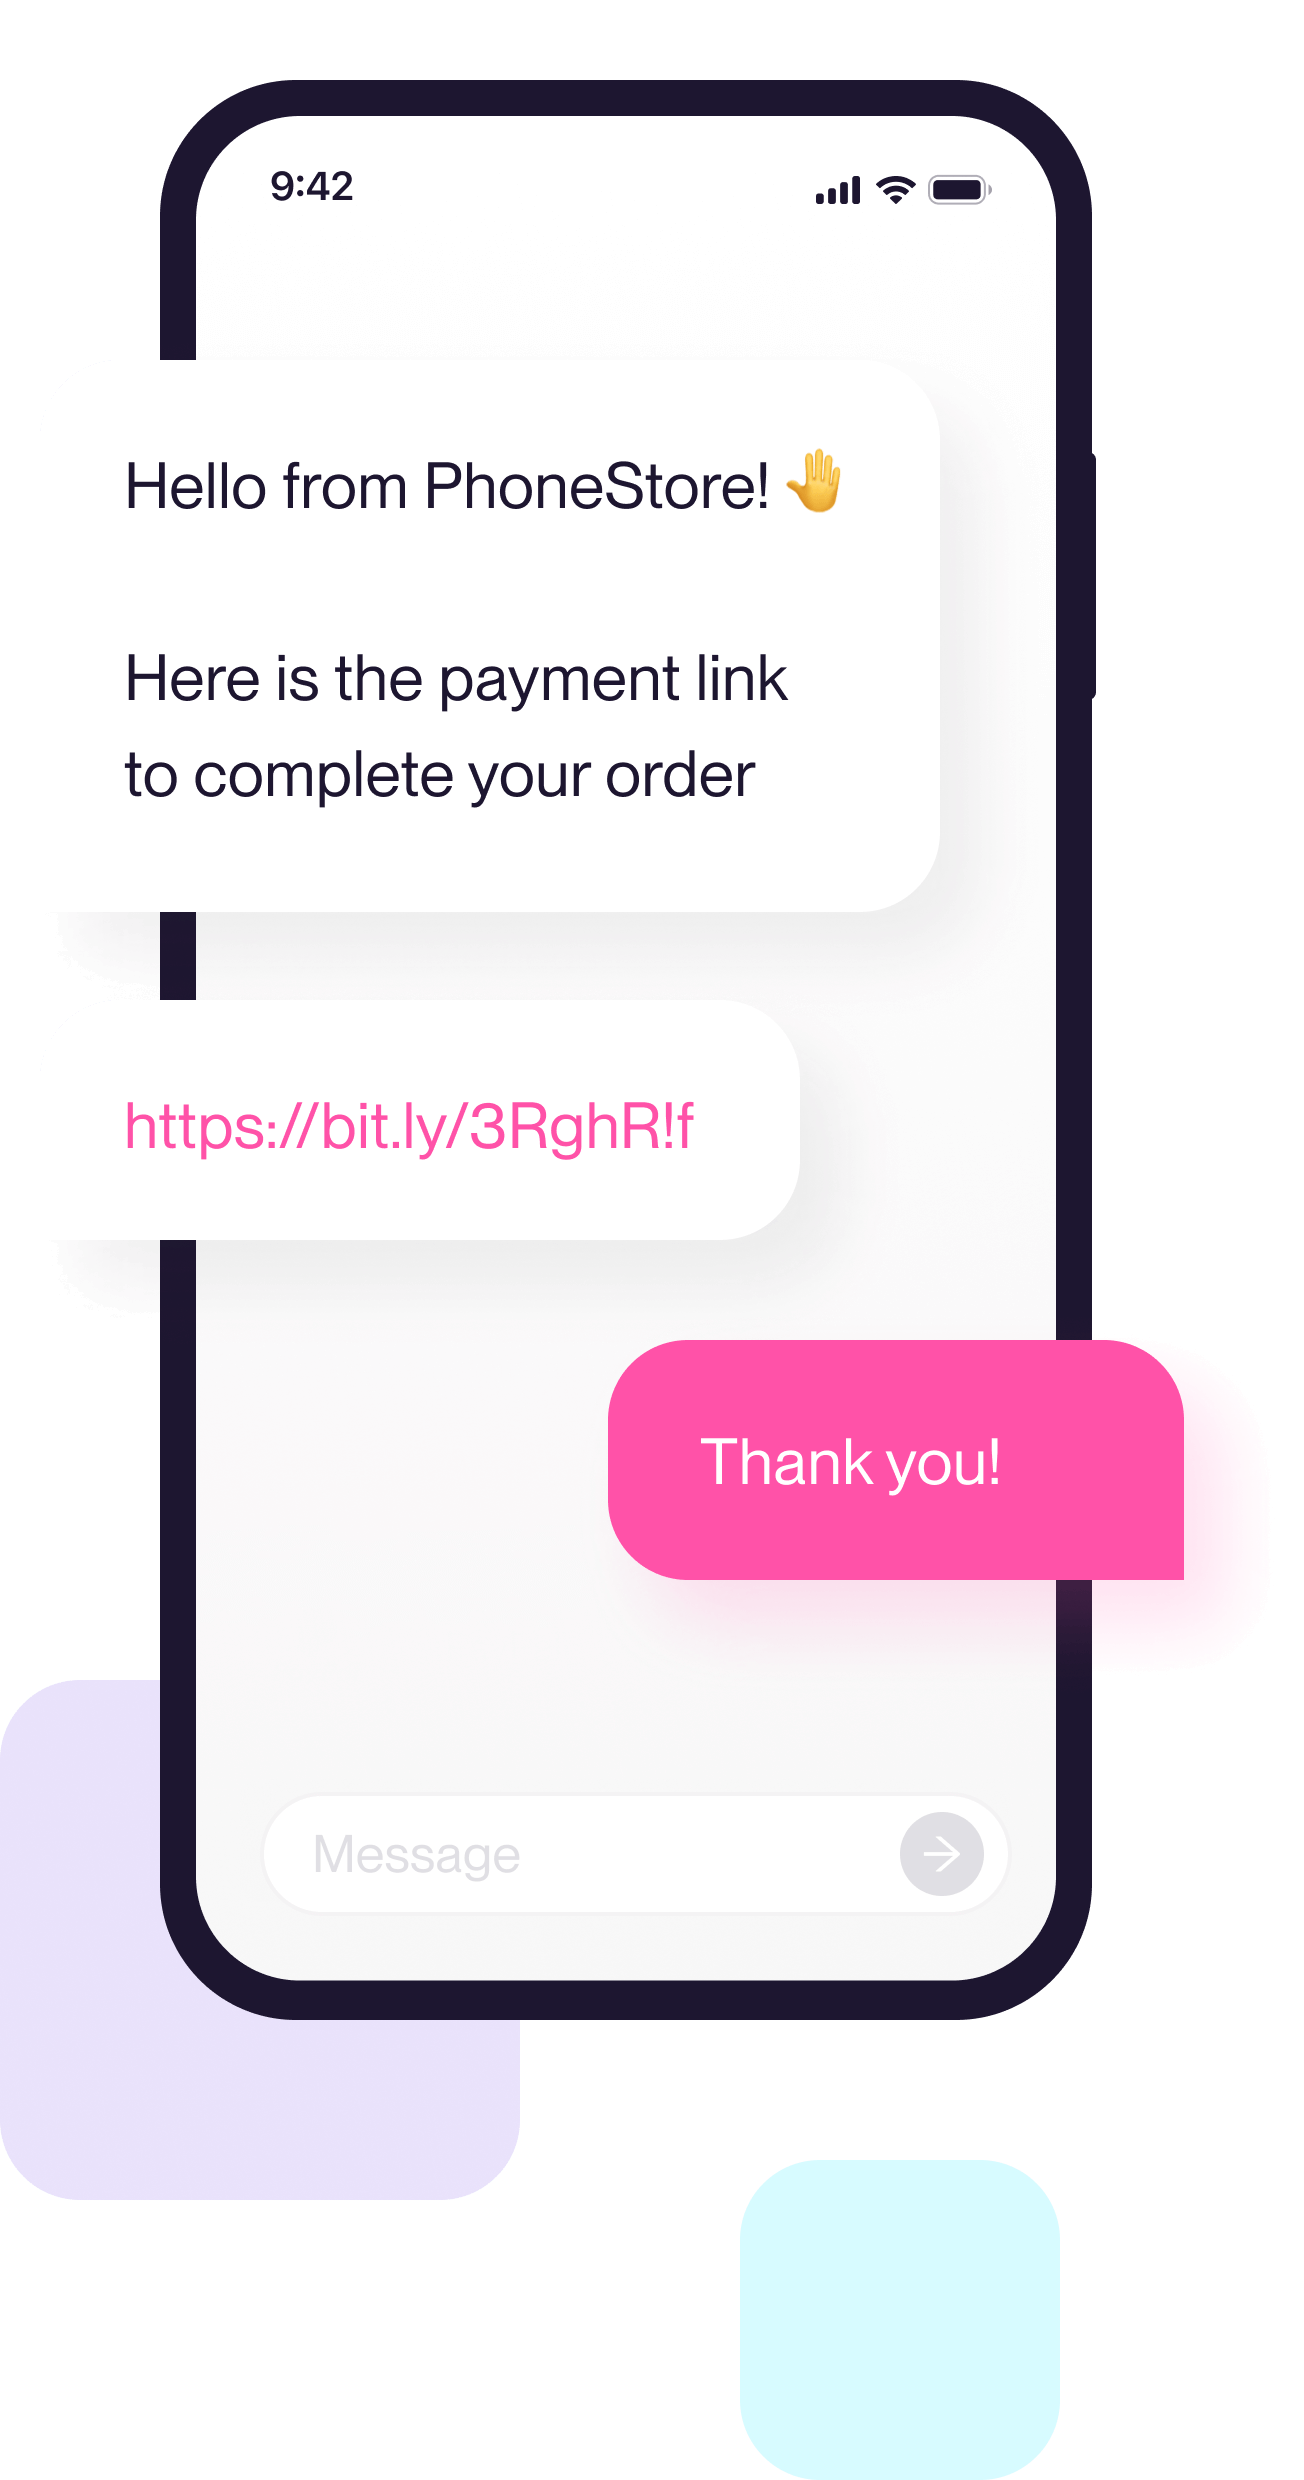 9:42
Hello from PhoneStore! 🤚
Here is the payment link
to complete your order
https://bit.ly/3RghR!f
Thank you!
Message